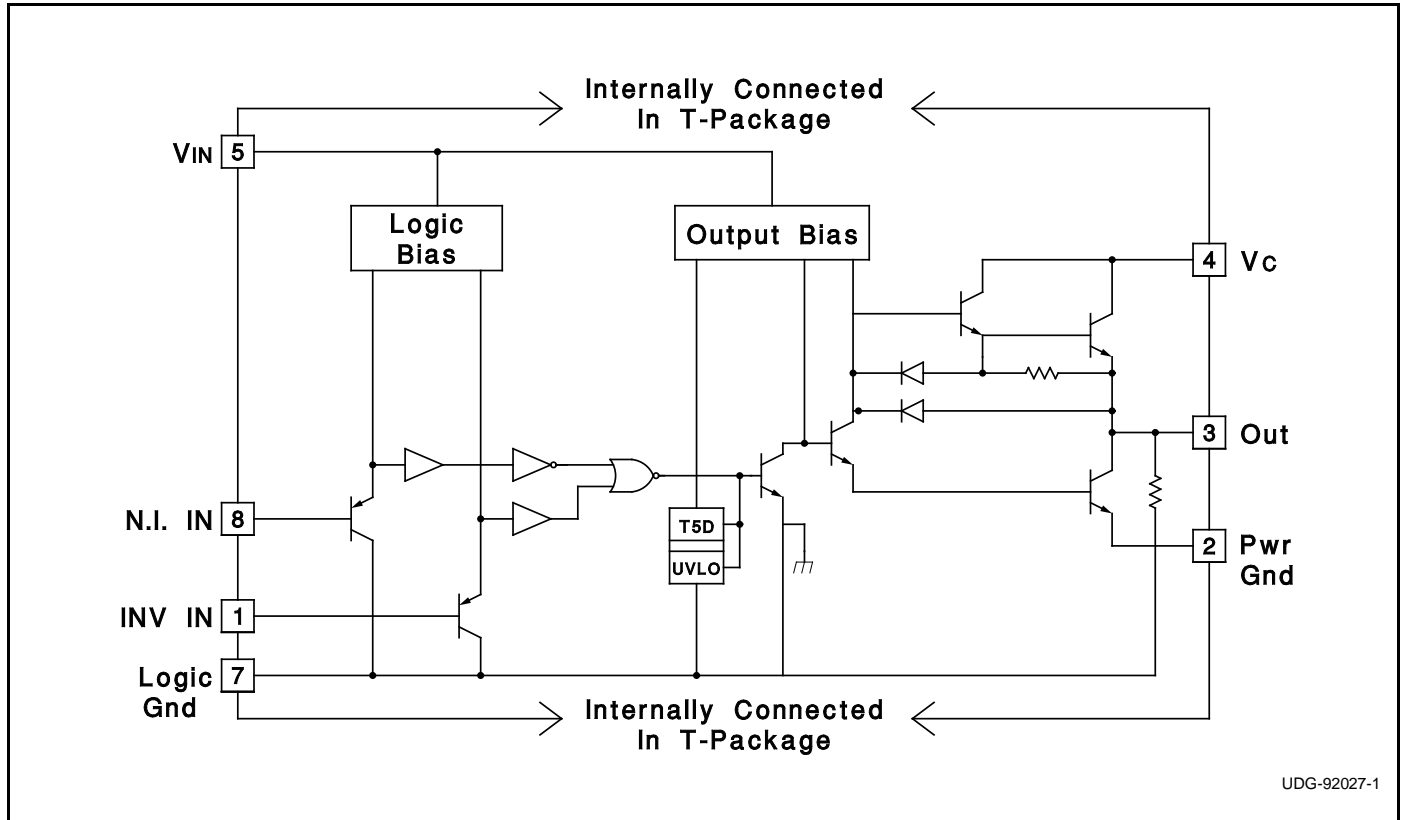 Internally Connected
In T-Package
VIN 5
Logic
Bias
Output Bias
4 VC
3 Out
N.I. IN 8
T5D
UVLO
2 Pwr
Gnd
INV IN 1
Logic
Gnd
7
Internally Connected
In T-Package
UDG-92027-1